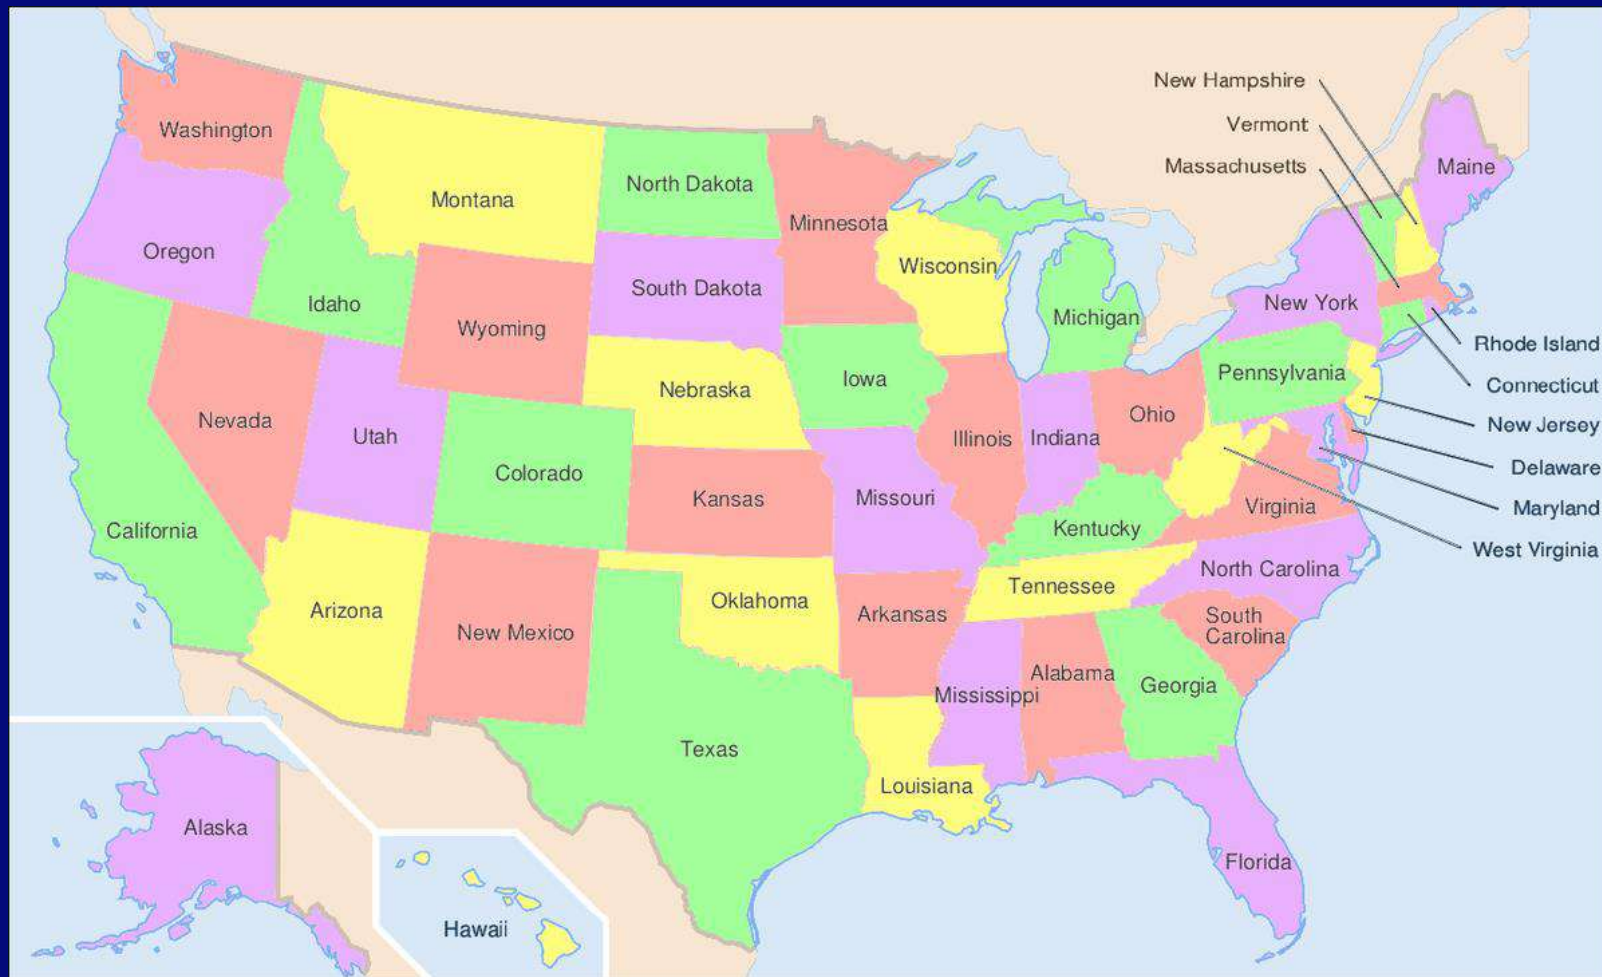 New Hampshire
Vermont
Massachusetts
Maine
Washington
Montana
North Dakota
Minnesota
Oregon
Idaho
Wyoming
South Dakota
Wisconsin
Michigan
New York
Rhode Island
Connecticut
New Jersey
Delaware
Maryland
West Virginia
Pennsylvania
Nebraska
Iowa
Nevada
Utah
Colorado
Kansas
Missouri
Illinois
Indiana
Ohio
Kentucky
Virginia
California
Arizona
New Mexico
Oklahoma
Arkansas
Tennessee
North Carolina
South
Carolina
Texas
Louisiana
Mississippi
Alabama
Georgia
Florida
Alaska
Hawaii